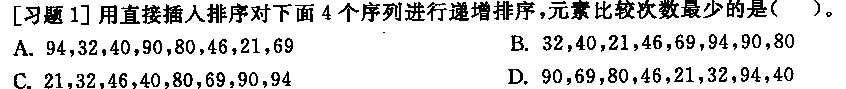 [习题 1] 用直接插入排序对下面 4 个序列进行递增排序,元素比较次数最少的是(    )。
A. 94,32,40,90,80,46,21,69    B. 32,40,21,46,69,94,90,80
C. 21,32,46,40,80,69,90,94    D. 90,69,80,46,21,32,94,40